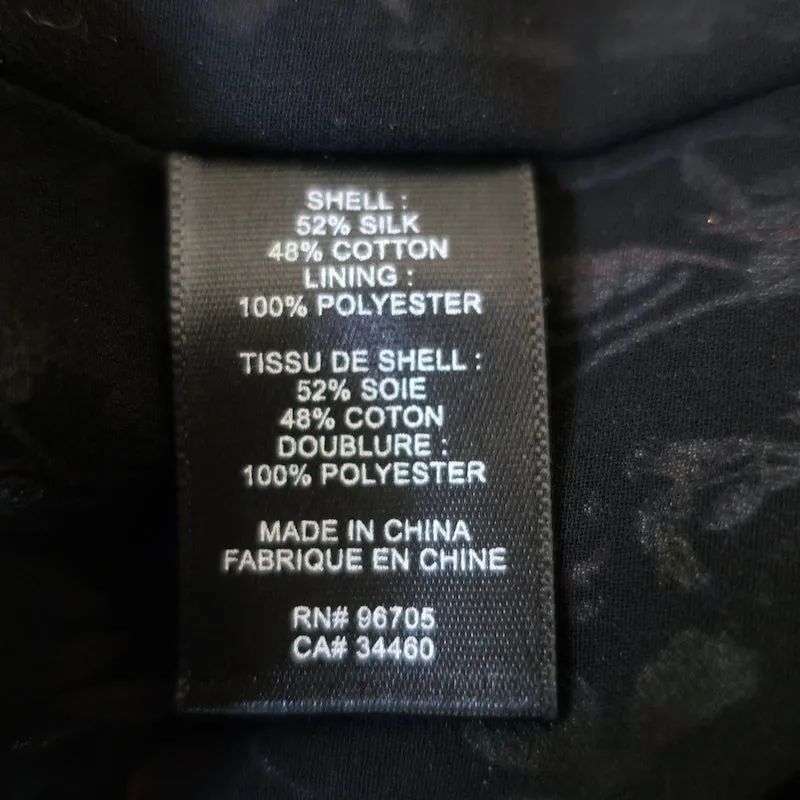 SHELL :
52% SILK
48% COTTON
LINING :
100% POLYESTER
TISSU DE SHELL :
52% SOIE
48% COTON
DOUBLURE :
100% POLYESTER
MADE IN CHINA
FABRIQUE EN CHINE
RN# 96705
CA# 34460